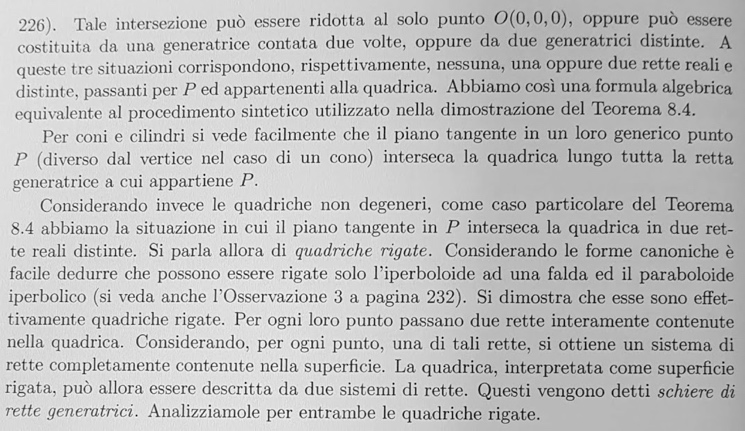 226). Tale intersezione può essere ridotta al solo punto O(0, 0, 0), oppure può essere
costituita da una generatrice contata due volte, oppure da due generatrici distinte. A
queste tre situazioni corrispondono, rispettivamente, nessuna, una oppure due rette reali e
distinte, passanti per P ed appartenenti alla quadrica. Abbiamo così una formula algebrica
equivalente al procedimento sintetico utilizzato nella dimostrazione del Teorema 8.4.
Per coni e cilindri si vede facilmente che il piano tangente in un loro generico punto
P (diverso dal vertice nel caso di un cono) interseca la quadrica lungo tutta la retta
generatrice a cui appartiene P.
Considerando invece le quadriche non degeneri, come caso particolare del Teorema
8.4 abbiamo la situazione in cui il piano tangente in P interseca la quadrica in due ret-
te reali distinte. Si parla allora di quadriche rigate. Considerando le forme canoniche è
facile dedurre che possono essere rigate solo l'iperboloide ad una falda ed il paraboloide
iperbolico (si veda anche l'Osservazione 3 a pagina 232). Si dimostra che esse sono effet-
tivamente quadriche rigate. Per ogni loro punto passano due rette interamente contenute
nella quadrica. Considerando, per ogni punto, una di tali rette, si ottiene un sistema di
rette completamente contenute nella superficie. La quadrica, interpretata come superficie
rigata, può allora essere descritta da due sistemi di rette. Questi vengono detti schiere di
rette generatrici. Analizziamole per entrambe le quadriche rigate.